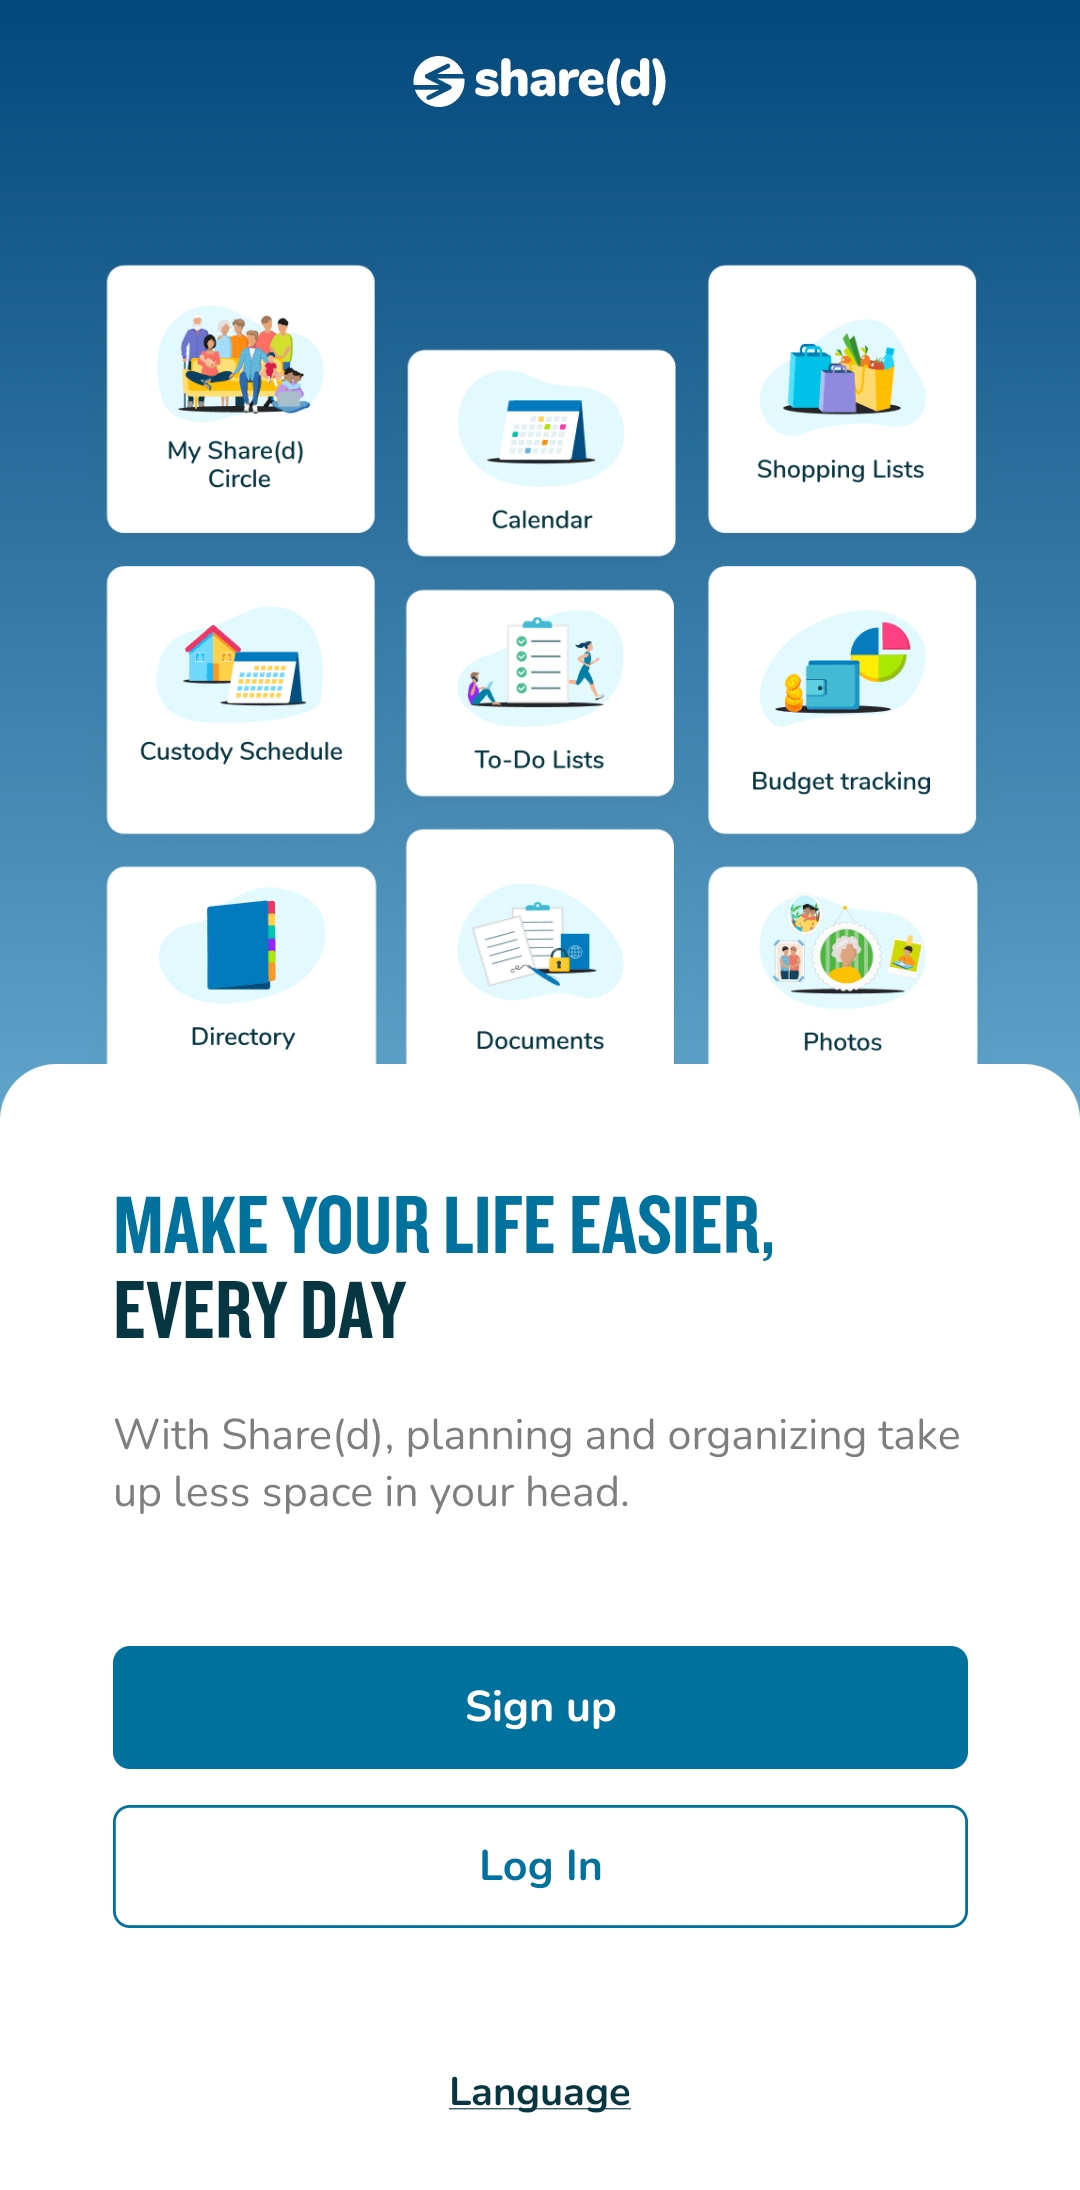 share(d)
My Share(d)
Circle
Calendar
Shopping Lists
Custody Schedule
To-Do Lists
Budget tracking
Directory
Documents
Photos
MAKE YOUR LIFE EASIER,
EVERY DAY
With Share(d), planning and organizing take
up less space in your head.
Sign up
Log In
Language